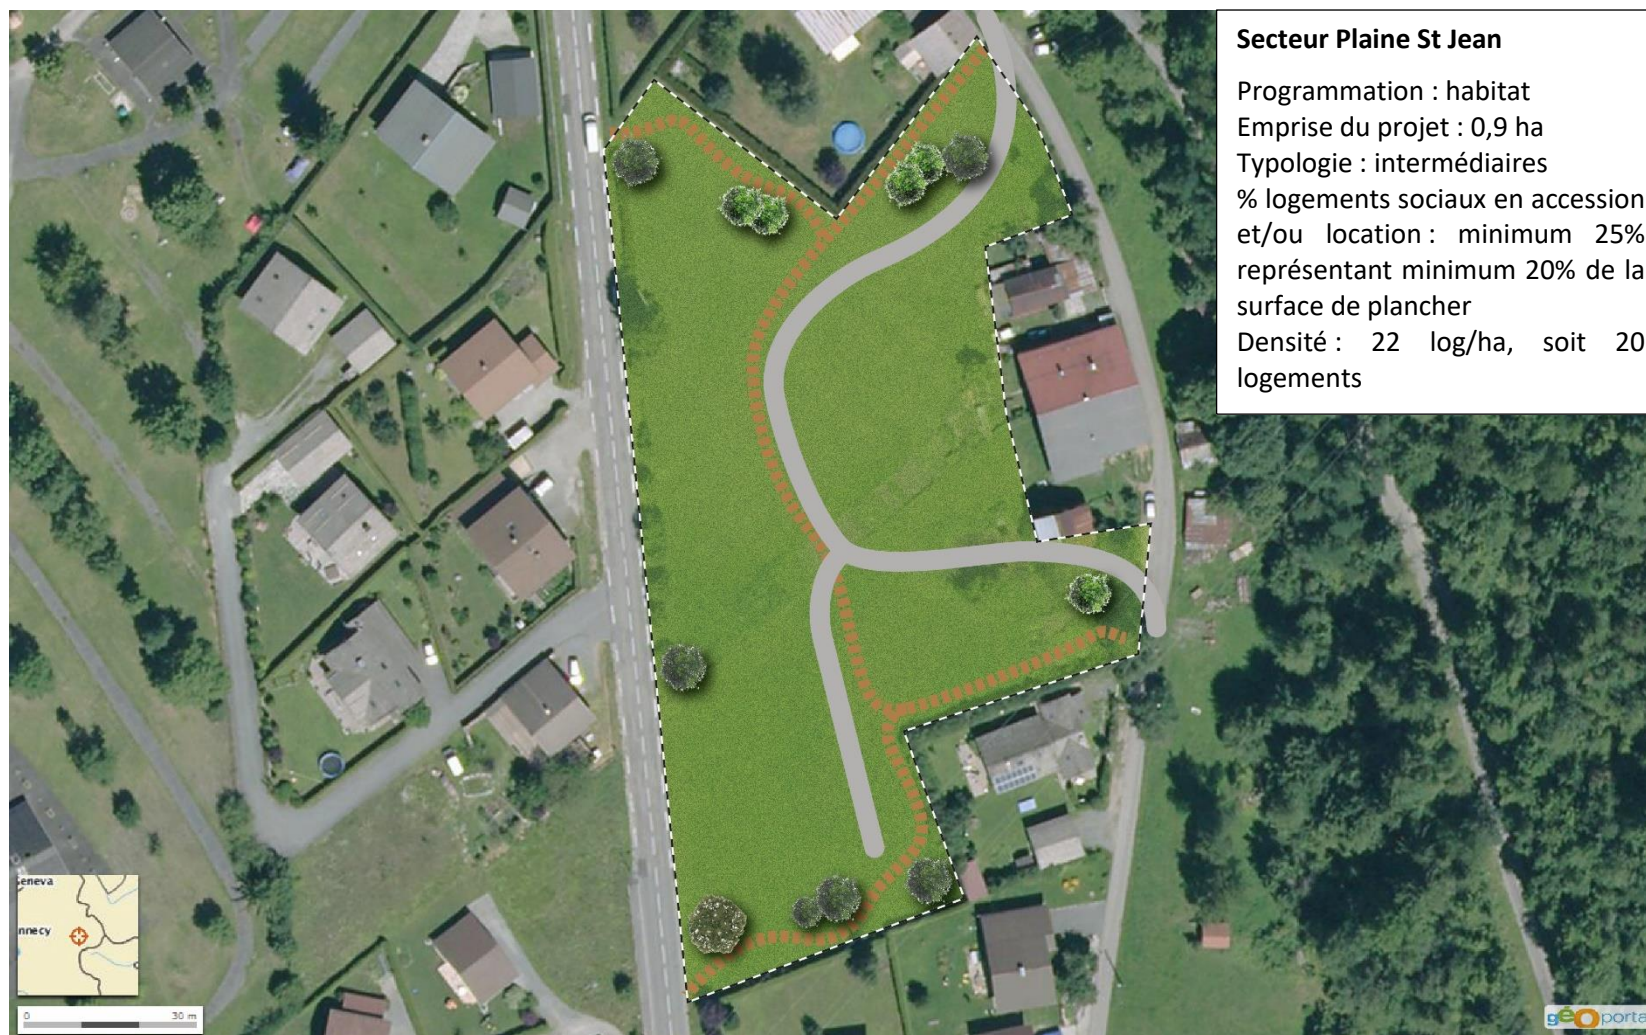 Secteur Plaine St Jean
Programmation : habitat
Emprise du projet : 0,9 ha
Typologie : intermédiaires
% logements sociaux en accession
et/ou location : minimum 25%
représentant minimum 20% de la
surface de plancher
Densité : 22 log/ha, soit 20
logements
Geneva
nnecy
0 30 m
géoporta